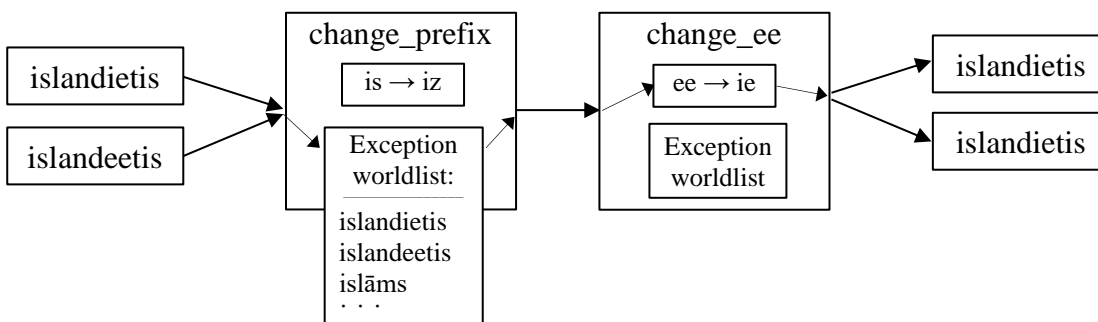 islandietis
islandeetis
change_prefix
is → iz
Exception
worldlist:
islandietis
islandeetis
islāms
. . .
change_ee
ee → ie
Exception
worldlist
islandietis
islandietis